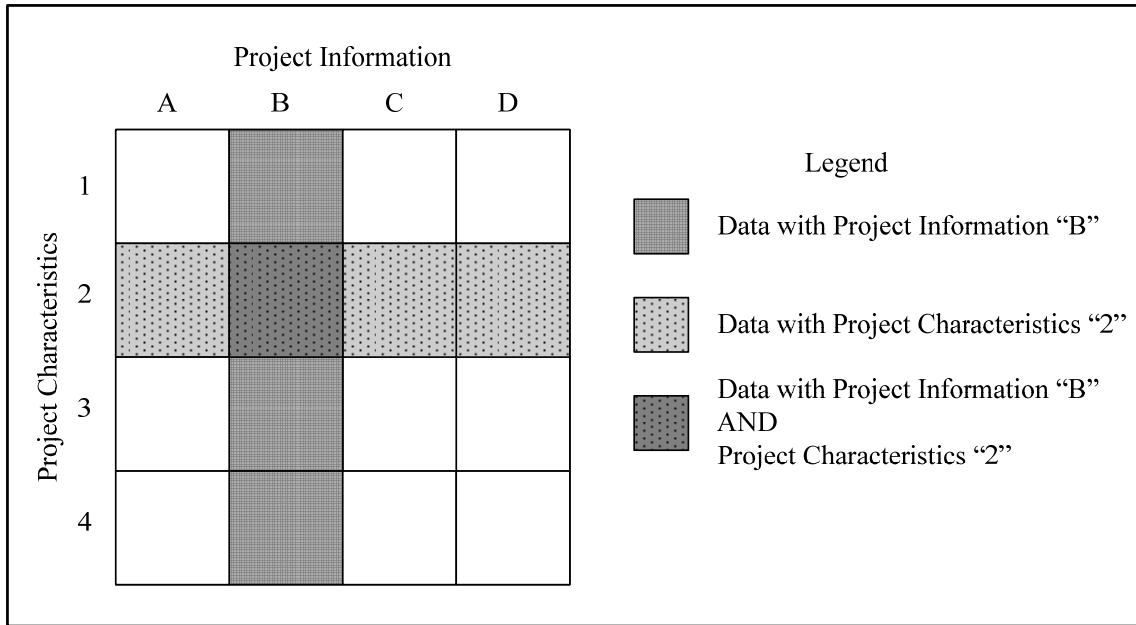 Project Information
A B C D
Project Characteristics
1
2
3
4
Legend
Data with Project Information “B”
Data with Project Characteristics “2”
Data with Project Information “B”
AND
Project Characteristics “2”